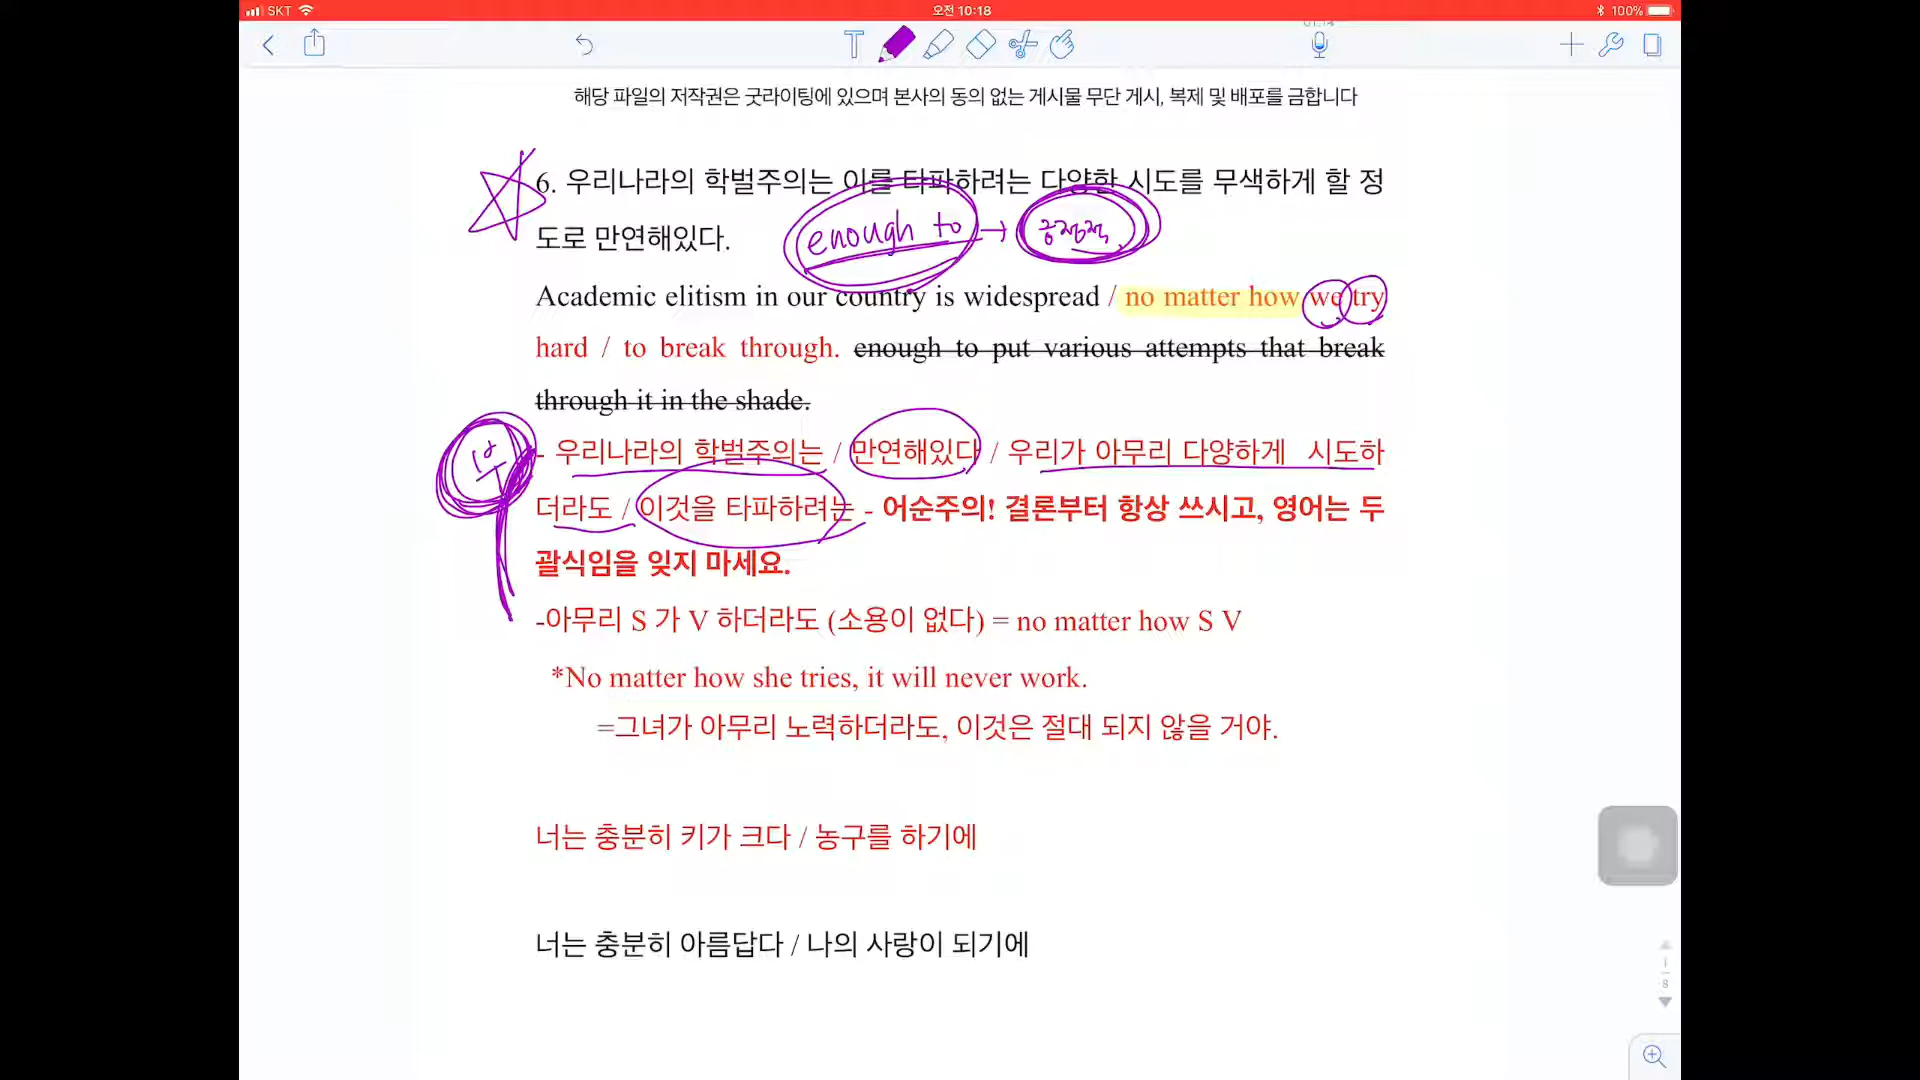 SKT 오전 10:18 100%
해당 파일의 저작권은 굿라이팅에 있으며 본사의 동의 없는 게시물 무단 게시, 복제 및 배포를 금합니다
6. 우리나라의 학벌주의는 이를 타파하려는 다양한 시도를 무색하게 할 정
도로 만연해있다.
enough to → 긍정적
Academic elitism in our country is widespread / no matter how we try
hard / to break through. enough to put various attempts that break
through it in the shade.
- 우리나라의 학벌주의는 / 만연해있다 / 우리가 아무리 다양하게 시도하
더라도 / 이것을 타파하려는 - 어순주의! 결론부터 항상 쓰시고, 영어는 두
괄식임을 잊지 마세요.
-아무리 S 가 V 하더라도 (소용이 없다) = no matter how S V
*No matter how she tries, it will never work.
=그녀가 아무리 노력하더라도, 이것은 절대 되지 않을 거야.
너는 충분히 키가 크다 / 농구를 하기에
너는 충분히 아름답다 / 나의 사랑이 되기에
1
8